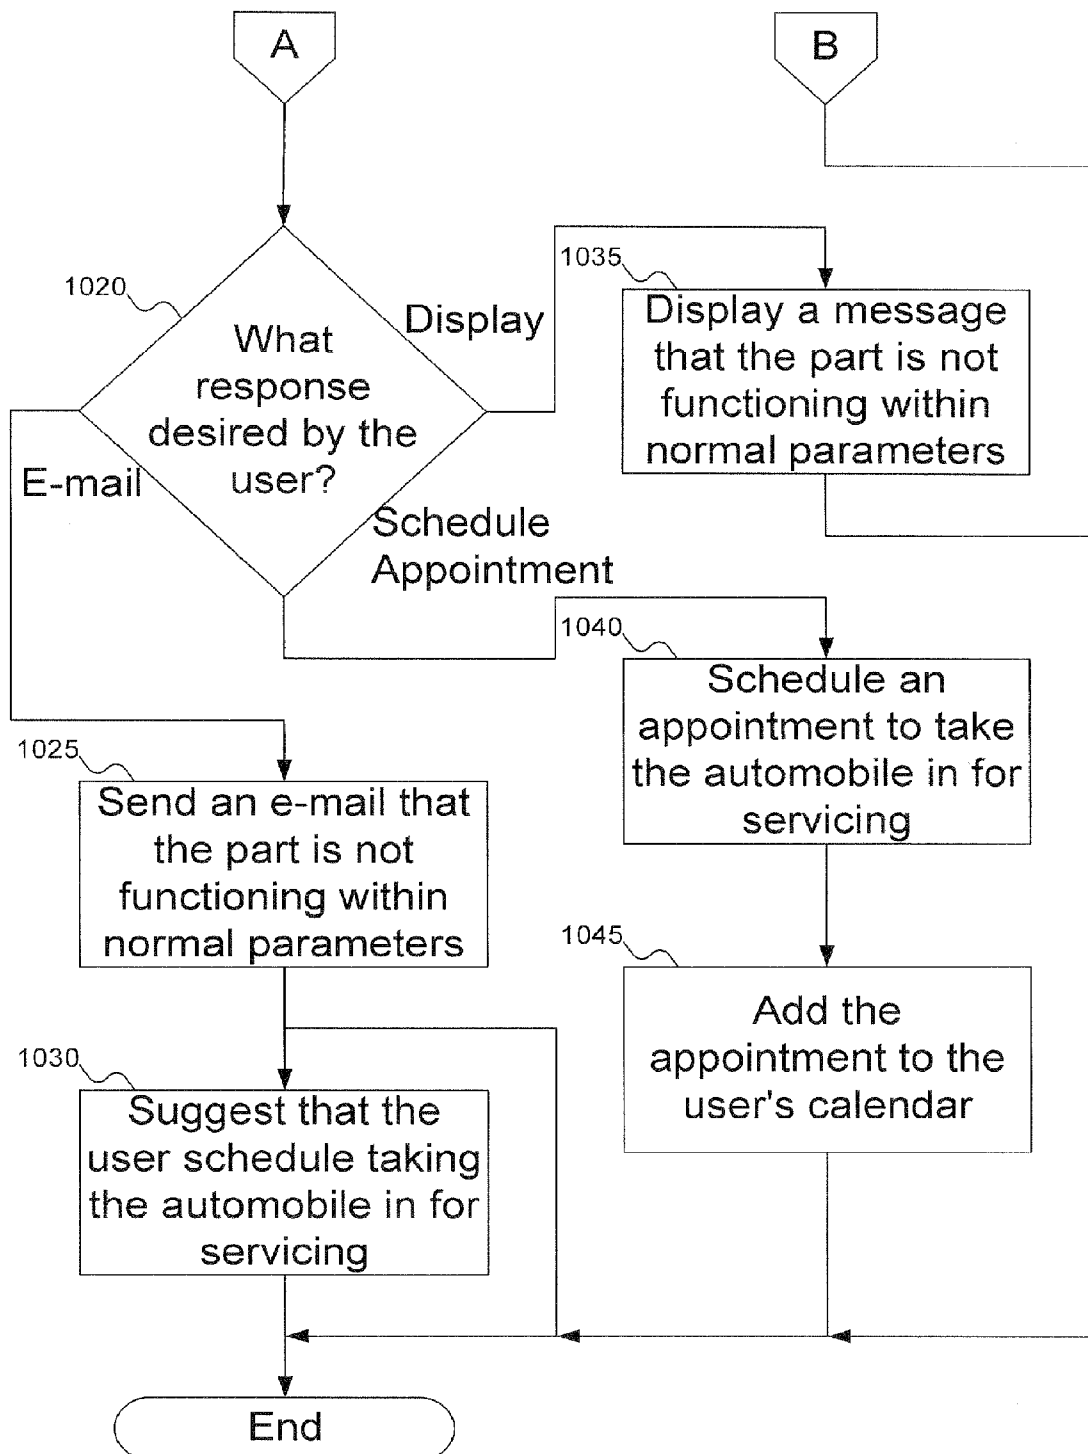 A
B
1020
What
response
desired by the
user?
Display
E-mail
Schedule
Appointment
1035
Display a message
that the part is not
functioning within
normal parameters
1040
Schedule an
appointment to take
the automobile in for
servicing
1025
Send an e-mail that
the part is not
functioning within
normal parameters
1045
Add the
appointment to the
user's calendar
1030
Suggest that the
user schedule taking
the automobile in for
servicing
End